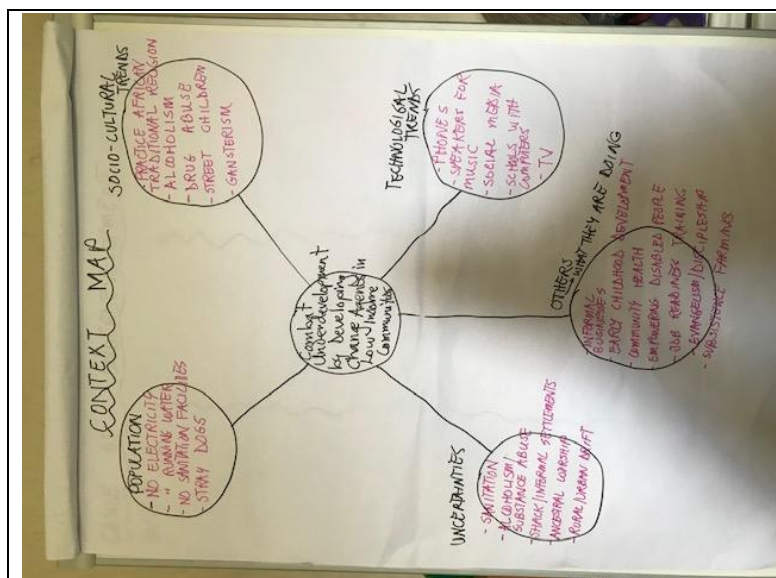 CONTEXT MAP
POPULATION
- NO ELECTRICITY
- " RUNNING WATER
- NO SANITATION FACILITIES
- STRAY DOGS
SOCIO-CULTURAL
TRENDS
- PRACTICE AFRICAN
TRADITIONAL RELIGION
- ALCOHOLISM
- DRUG ABUSE
- STREET CHILDREN
- GANSTERISM
Combat
Underdevelopment
by Developing
Change Agents in
Low/Income
Communities
TECHNOLOGICAL
TRENDS
- PHONES
- SPEAKERS FOR
MUSIC
- SOCIAL MEDIA
- SCHOOLS WITH
COMPUTERS
- TV
UNCERTAINTIES
- SANITATION
- ALCOHOLISM/
SUBSTANCE ABUSE
- SHACK/INFORMAL SETTLEMENTS
- ANCESTRAL WORSHIP
- RURAL/URBAN DRIFT
OTHERS
WHAT THEY ARE DOING
- INFORMAL
BUSINESSES
- EARLY CHILDHOOD DEVELOPMENT
- COMMUNITY HEALTH
- EMPOWERING DISABLED PEOPLE
- JOB READINESS TRAINING
- EVANGELISM/DISCIPLESHIP
- SUBSISTENCE FARMING